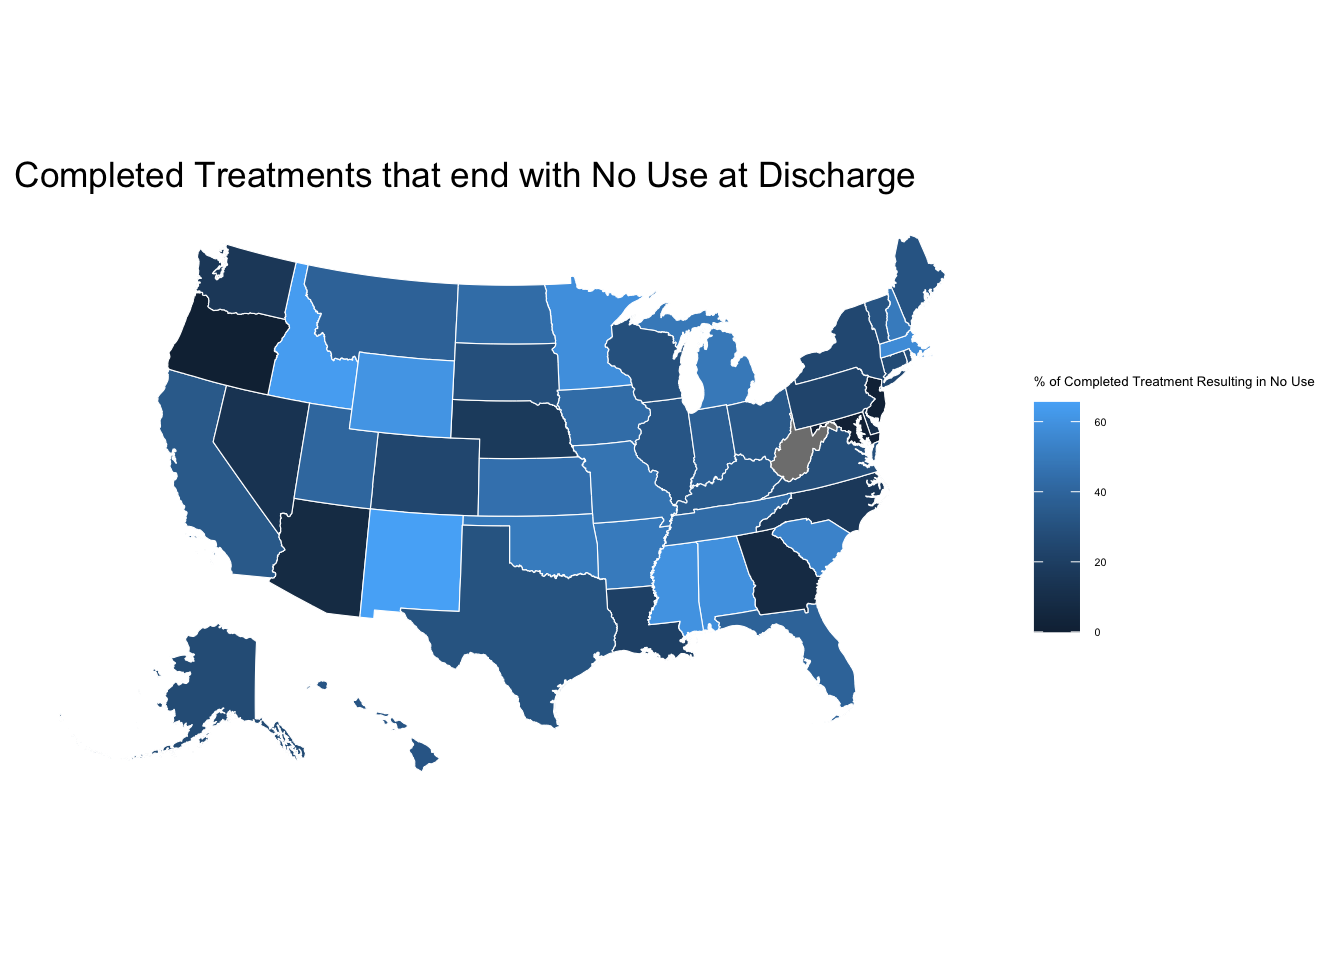 Completed Treatments that end with No Use at Discharge
% of Completed Treatment Resulting in No Use
60
40
20
0